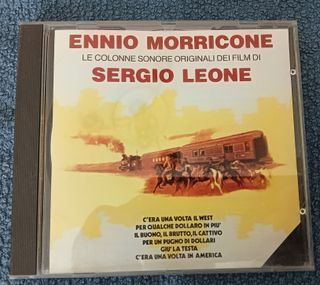 ENNIO MORRICONE
LE COLONNE SONORE ORIGINALI DEI FILM DI
SERGIO LEONE
C'ERA UNA VOLTA IL WEST
PER QUALCHE DOLLARO IN PIU'
IL BUONO, IL BRUTTO, IL CATTIVO
PER UN PUGNO DI DOLLARI
GIU' LA TESTA
C'ERA UNA VOLTA IN AMERICA